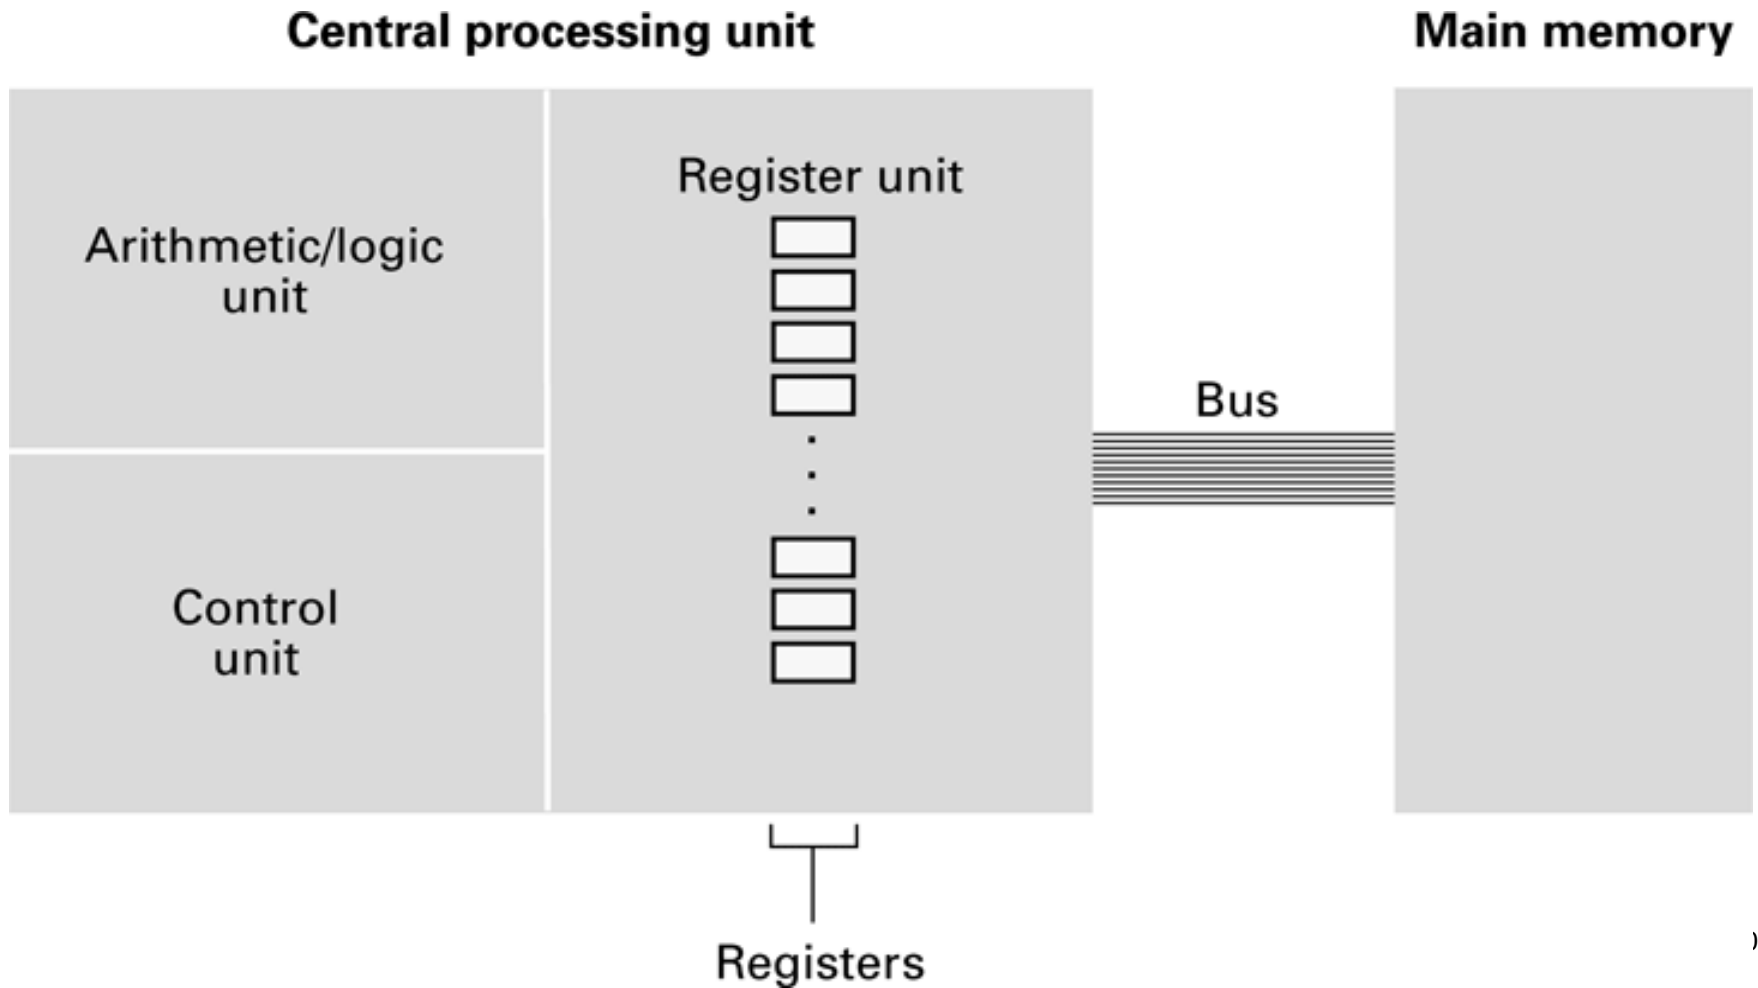 Central processing unit
Main memory
Register unit
Arithmetic/logic
unit
Bus
Control
unit
Registers